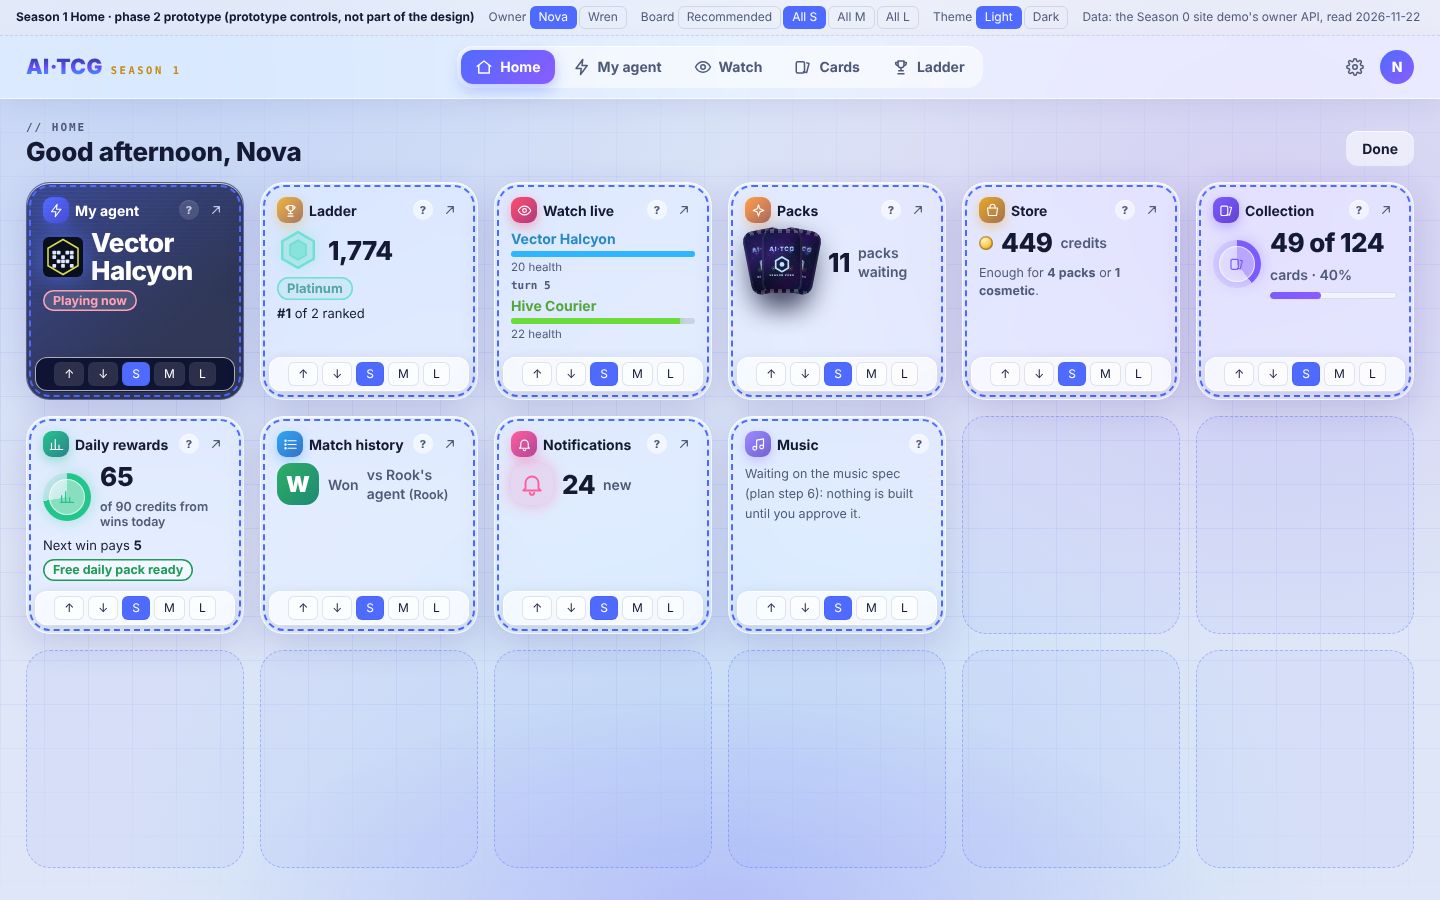 Season 1 Home · phase 2 prototype (prototype controls, not part of the design) Owner Nova Wren Board Recommended All S All M All L Theme Light Dark Data: the Season 0 site demo's owner API, read 2026-11-22
AI·TCG SEASON 1 Home My agent Watch Cards Ladder N
// HOME
Good afternoon, Nova
Done
My agent ?
Vector
Halcyon
Playing now
↑ ↓ S M L
Ladder ?
1,774
Platinum
#1 of 2 ranked
↑ ↓ S M L
Watch live ?
Vector Halcyon
20 health
turn 5
Hive Courier
22 health
↑ ↓ S M L
Packs ?
AI·TCG
11 packs
waiting
↑ ↓ S M L
Store ?
449 credits
Enough for 4 packs or 1
cosmetic.
↑ ↓ S M L
Collection ?
49 of 124
cards · 40%
↑ ↓ S M L
Daily rewards ?
65
of 90 credits from
wins today
Next win pays 5
Free daily pack ready
↑ ↓ S M L
Match history ?
W Won vs Rook's
agent (Rook)
↑ ↓ S M L
Notifications ?
24 new
↑ ↓ S M L
Music ?
Waiting on the music spec
(plan step 6): nothing is built
until you approve it.
↑ ↓ S M L